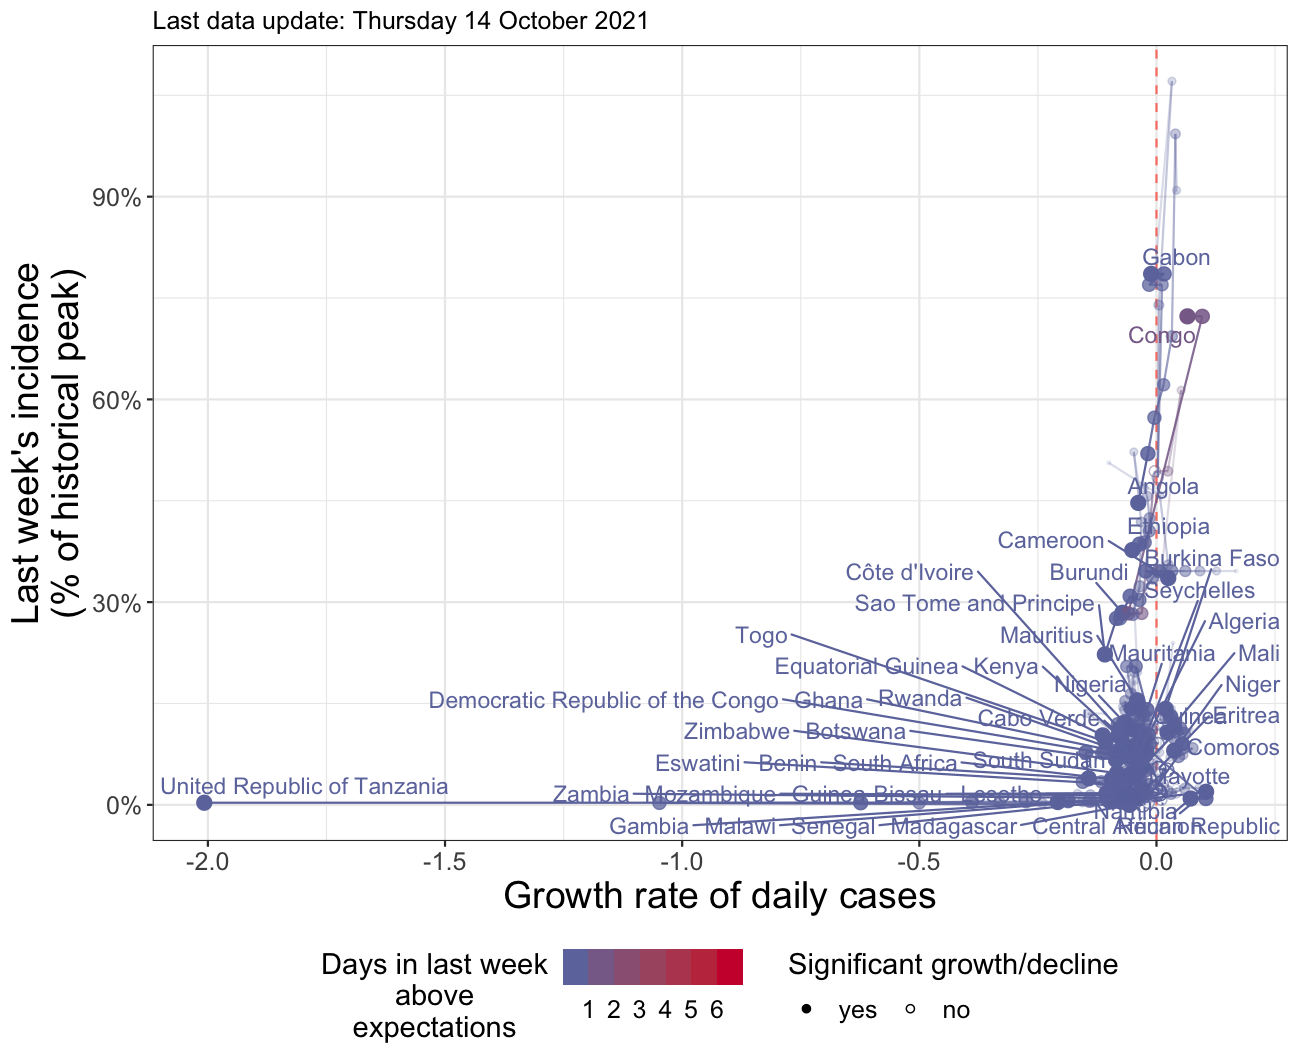 Last data update: Thursday 14 October 2021
Last week's incidence
(% of historical peak)
90%
60%
30%
0%
Gabon
Congo
Angola
Ethiopia
Cameroon
Burkina Faso
Côte d'Ivoire
Burundi
Seychelles
Sao Tome and Principe
Algeria
Togo
Mauritius
Mauritania
Mali
Equatorial Guinea
Kenya
Nigeria
Niger
Democratic Republic of the Congo
Ghana
Rwanda
Cabo Verde
Guinea
Eritrea
Zimbabwe
Botswana
Comoros
Eswatini
Benin
South Africa
South Sudan
Mayotte
United Republic of Tanzania
Zambia
Mozambique
Guinea Bissau
Lesotho
Namibia
Gambia
Malawi
Senegal
Madagascar
Central African Republic
Réunion
-2.0
-1.5
-1.0
-0.5
0.0
Growth rate of daily cases
Days in last week
above
expectations
1 2 3 4 5 6
Significant growth/decline
yes
no